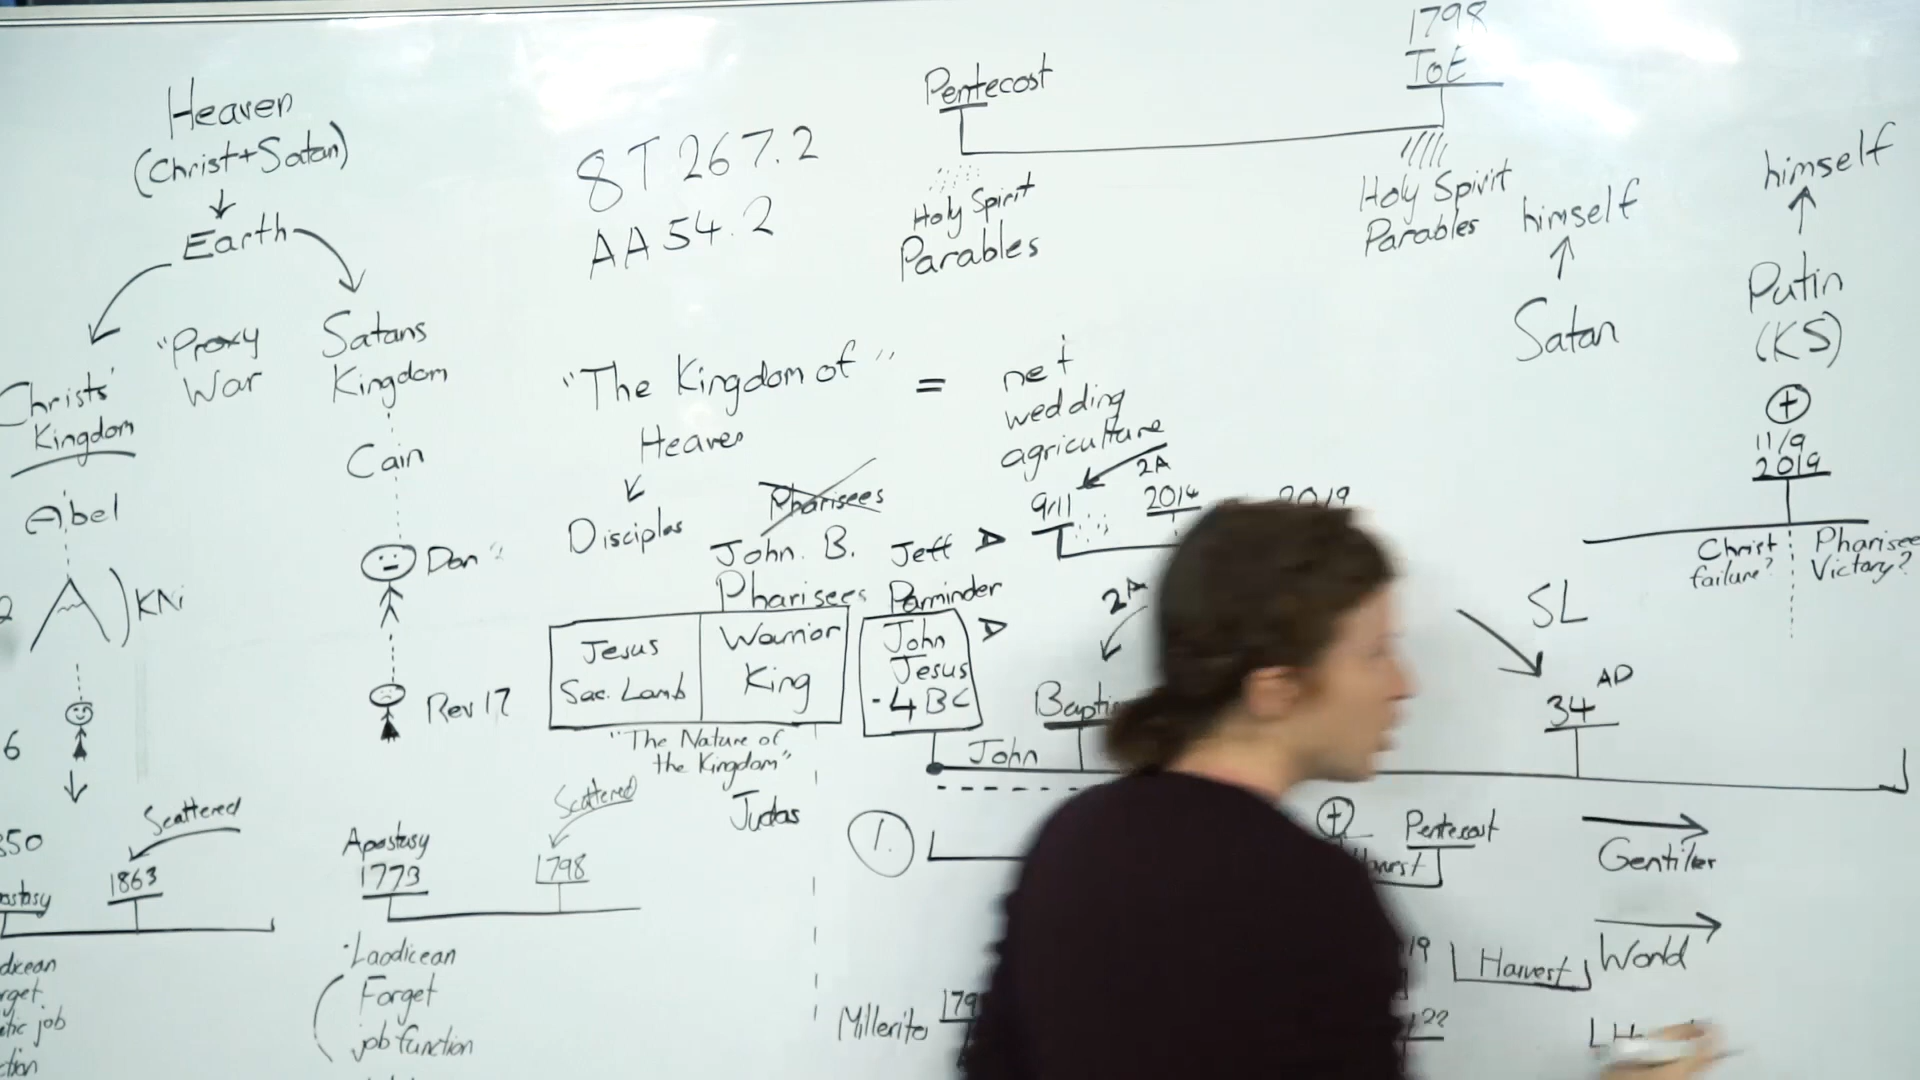 Heaven
(Christ+Satan)
Earth
"Proxy
War
Christs'
Kingdom
Abel
KNi
Satans
Kingdom
Cain
Dan
Rev 17
Scattered
1863
Apostasy
1773
Scattered
1798
·Laodicean
Forget
job function
8T 267.2
AA 54.2
"The Kingdom of "
=
Heaven
Disciples
net
wedding
agriculture
Pharisees
John. B.
Pharisees
Jesus
Sac. Lamb
Warrior
King
"The Nature of
the Kingdom"
Judas
Jeff
Parminder
John
Jesus
-4 BC
Pentecost
Holy Spirit
Parables
1798
ToE
Holy Spirit
Parables
himself
Satan
himself
Putin
(KS)
11/9
2019
Christ
failure?
Victory?
9/11
2A
2014
2019
2A
SL
34 AD
John
1.
Pentecost
Gentiles
World
Harvest
Millerites